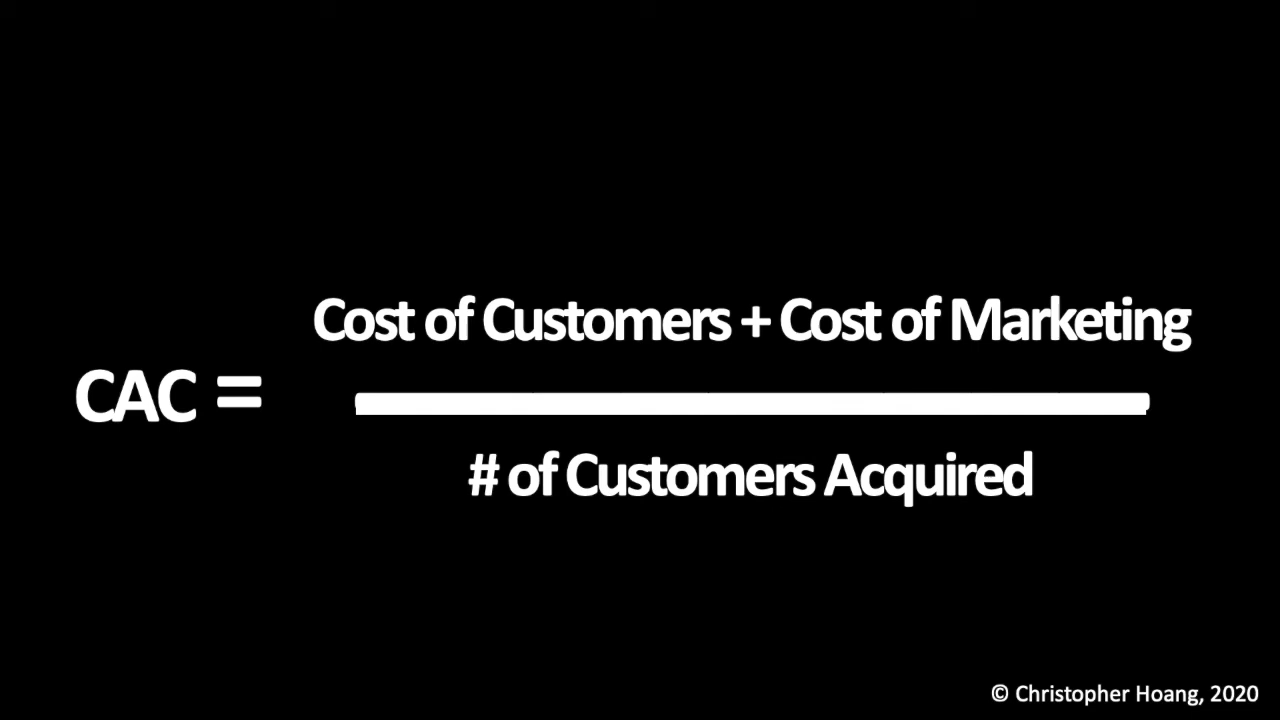 Cost of Customers + Cost of Marketing
CAC =
# of Customers Acquired
© Christopher Hoang, 2020